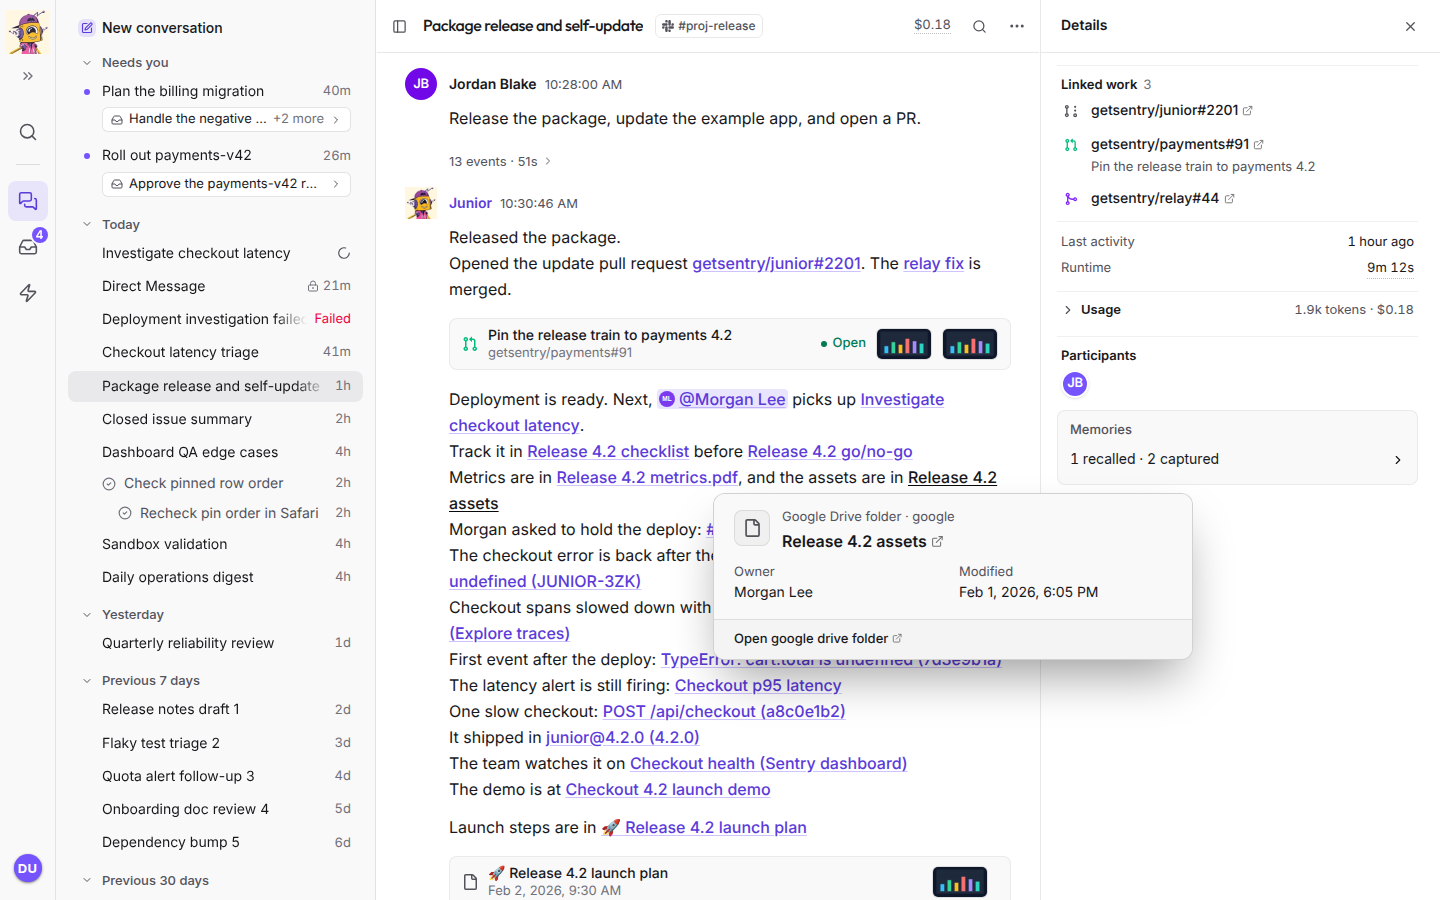 New conversation
Needs you
Plan the billing migration 40m
Handle the negative ... +2 more
Roll out payments-v42 26m
Approve the payments-v42 r...
Today
Investigate checkout latency
Direct Message 21m
Deployment investigation failed Failed
Checkout latency triage 41m
Package release and self-update 1h
Closed issue summary 2h
Dashboard QA edge cases 4h
Check pinned row order 2h
Recheck pin order in Safari 2h
Sandbox validation 4h
Daily operations digest 4h
Yesterday
Quarterly reliability review 1d
Previous 7 days
Release notes draft 1 2d
Flaky test triage 2 3d
Quota alert follow-up 3 4d
Onboarding doc review 4 5d
Dependency bump 5 6d
Previous 30 days
4
DU
Package release and self-update #proj-release $0.18
JB Jordan Blake 10:28:00 AM
Release the package, update the example app, and open a PR.
13 events · 51s
Junior 10:30:46 AM
Released the package.
Opened the update pull request getsentry/junior#2201. The relay fix is
merged.
Pin the release train to payments 4.2
getsentry/payments#91
Open
Deployment is ready. Next, ML @Morgan Lee picks up Investigate
checkout latency.
Track it in Release 4.2 checklist before Release 4.2 go/no-go
Metrics are in Release 4.2 metrics.pdf, and the assets are in Release 4.2
assets
Morgan asked to hold the deploy: #
The checkout error is back after the
undefined (JUNIOR-3ZK)
Checkout spans slowed down with
(Explore traces)
First event after the deploy: TypeError: cart.total is undefined (7d3e9b1a)
The latency alert is still firing: Checkout p95 latency
One slow checkout: POST /api/checkout (a8c0e1b2)
It shipped in junior@4.2.0 (4.2.0)
The team watches it on Checkout health (Sentry dashboard)
The demo is at Checkout 4.2 launch demo
Launch steps are in 🚀 Release 4.2 launch plan
🚀 Release 4.2 launch plan
Feb 2, 2026, 9:30 AM
Google Drive folder · google
Release 4.2 assets
Owner Modified
Morgan Lee Feb 1, 2026, 6:05 PM
Open google drive folder
Details
Linked work 3
getsentry/junior#2201
getsentry/payments#91
Pin the release train to payments 4.2
getsentry/relay#44
Last activity 1 hour ago
Runtime 9m 12s
Usage 1.9k tokens · $0.18
Participants
JB
Memories
1 recalled · 2 captured